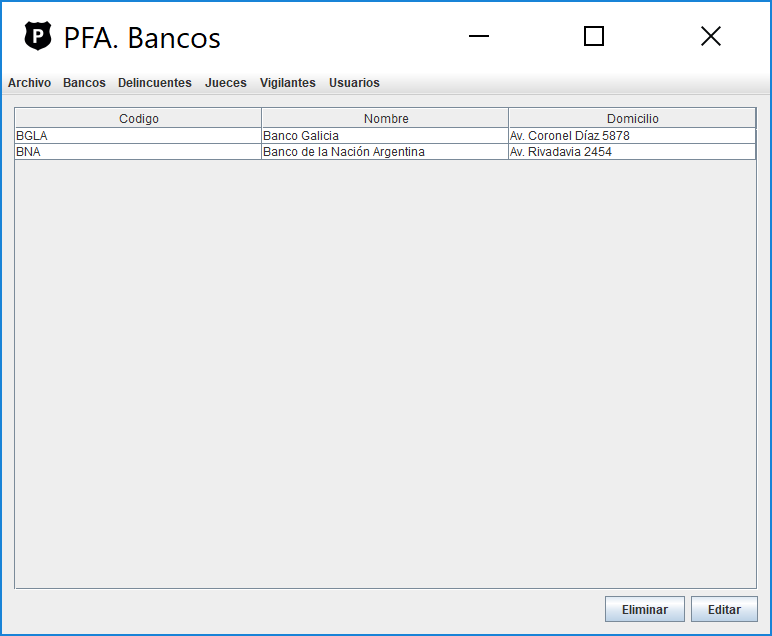 P PFA. Bancos
Archivo Bancos Delincuentes Jueces Vigilantes Usuarios
Codigo Nombre Domicilio
BGLA Banco Galicia Av. Coronel Díaz 5878
BNA Banco de la Nación Argentina Av. Rivadavia 2454
Eliminar Editar